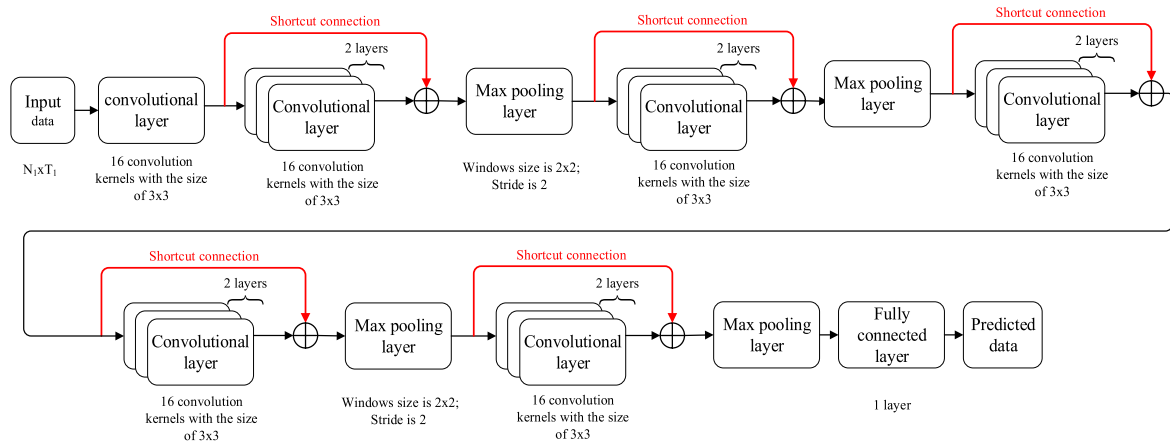 Shortcut connection
Shortcut connection
Shortcut connection
2 layers
2 layers
2 layers
Input
data
convolutional
layer
Convolutional
layer
Max pooling
layer
Convolutional
layer
Max pooling
layer
Convolutional
layer
N₁xT₁
16 convolution
kernels with the size
of 3x3
16 convolution
kernels with the size
of 3x3
Windows size is 2x2;
Stride is 2
16 convolution
kernels with the size
of 3x3
16 convolution
kernels with the size
of 3x3
Shortcut connection
Shortcut connection
2 layers
2 layers
Convolutional
layer
Max pooling
layer
Convolutional
layer
Max pooling
layer
Fully
connected
layer
Predicted
data
16 convolution
kernels with the size
of 3x3
Windows size is 2x2;
Stride is 2
16 convolution
kernels with the size
of 3x3
1 layer